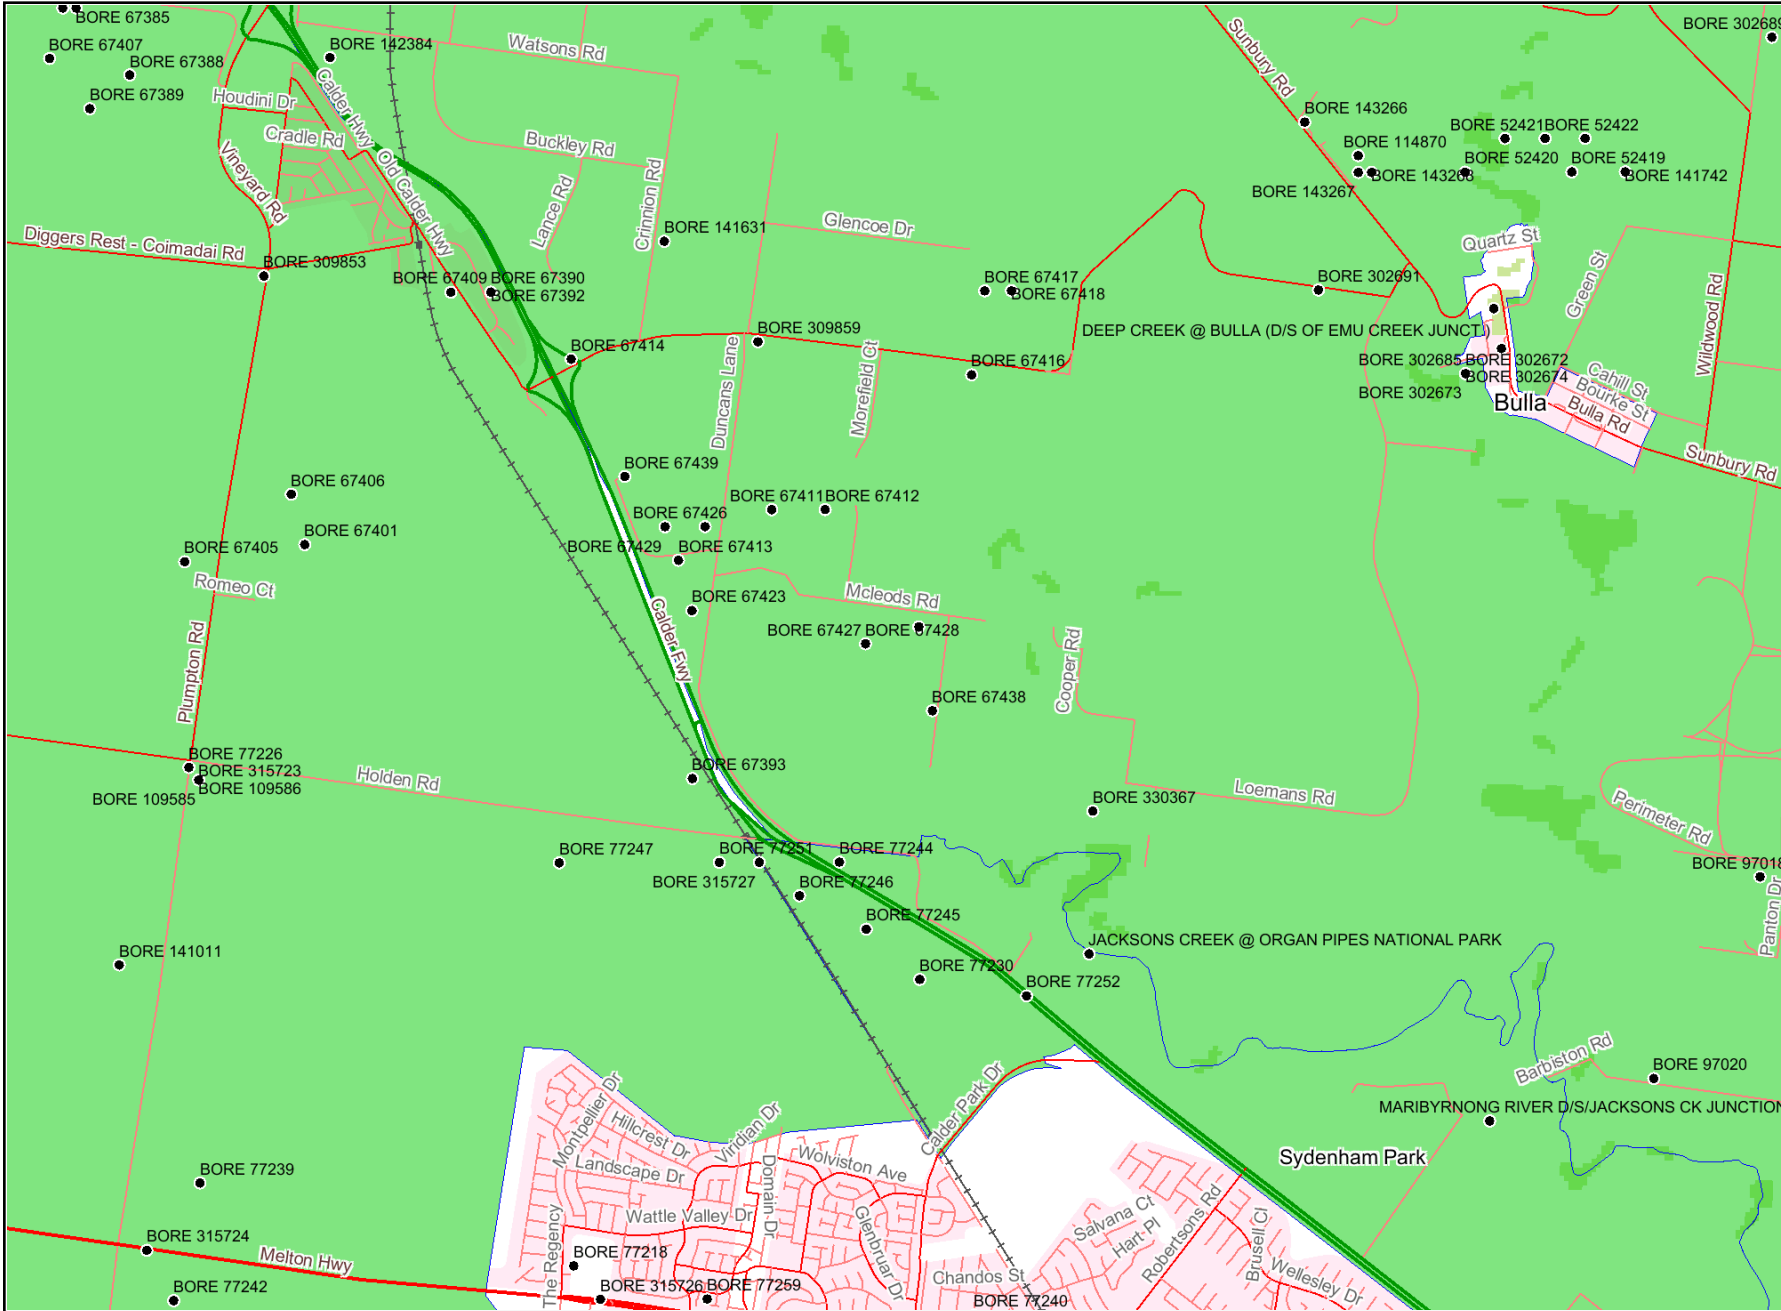 BORE 67385
BORE 302689
BORE 67407
BORE 142384
Watsons Rd
Sunbury Rd
BORE 67388
BORE 67389
Houdini Dr
Calder Hwy
Cradle Rd
Buckley Rd
BORE 143266
BORE 52421
BORE 52422
BORE 114870
BORE 52420
BORE 52419
BORE 143267
BORE 143268
BORE 141742
Vineyard Rd
Old Calder Hwy
Lance Rd
Crinnion Rd
BORE 141631
Glencoe Dr
Quartz St
Green St
Diggers Rest - Coimadai Rd
BORE 309853
BORE 67409
BORE 67390
BORE 67392
BORE 67417
BORE 67418
BORE 302691
Wildwood Rd
BORE 67414
BORE 309859
DEEP CREEK @ BULLA (D/S OF EMU CREEK JUNCT.)
BORE 67416
BORE 302685
BORE 302672
BORE 302674
BORE 302673
Duncans Lane
Morefield Ct
Bulla
Cahill St
Bourke St
Bulla Rd
Sunbury Rd
BORE 67439
BORE 67406
BORE 67411
BORE 67412
BORE 67426
BORE 67401
BORE 67429
BORE 67413
BORE 67405
Romeo Ct
BORE 67423
Mcleods Rd
BORE 67427
BORE 67428
Calder Fwy
Cooper Rd
Plumpton Rd
BORE 67438
BORE 77226
BORE 315723
BORE 109586
BORE 109585
Holden Rd
BORE 67393
BORE 330367
Loemans Rd
Perimeter Rd
BORE 77247
BORE 77251
BORE 77244
BORE 315727
BORE 77246
BORE 97018
BORE 77245
Panton Dr
BORE 141011
JACKSONS CREEK @ ORGAN PIPES NATIONAL PARK
BORE 77230
BORE 77252
Barbiston Rd
BORE 97020
Calder Park Dr
MARIBYRNONG RIVER D/S/JACKSONS CK JUNCTION
Montpellier Dr
Hillcrest Dr
Viridian Dr
Landscape Dr
Domain Dr
Wolviston Ave
Sydenham Park
BORE 77239
Wattle Valley Dr
Glenbruar Dr
Salvana Ct
Hart Pl
Robertsons Rd
Brusell Cl
Wellesley Dr
The Regency
BORE 315724
Melton Hwy
BORE 77218
BORE 77242
BORE 315726
BORE 77259
Chandos St
BORE 77240